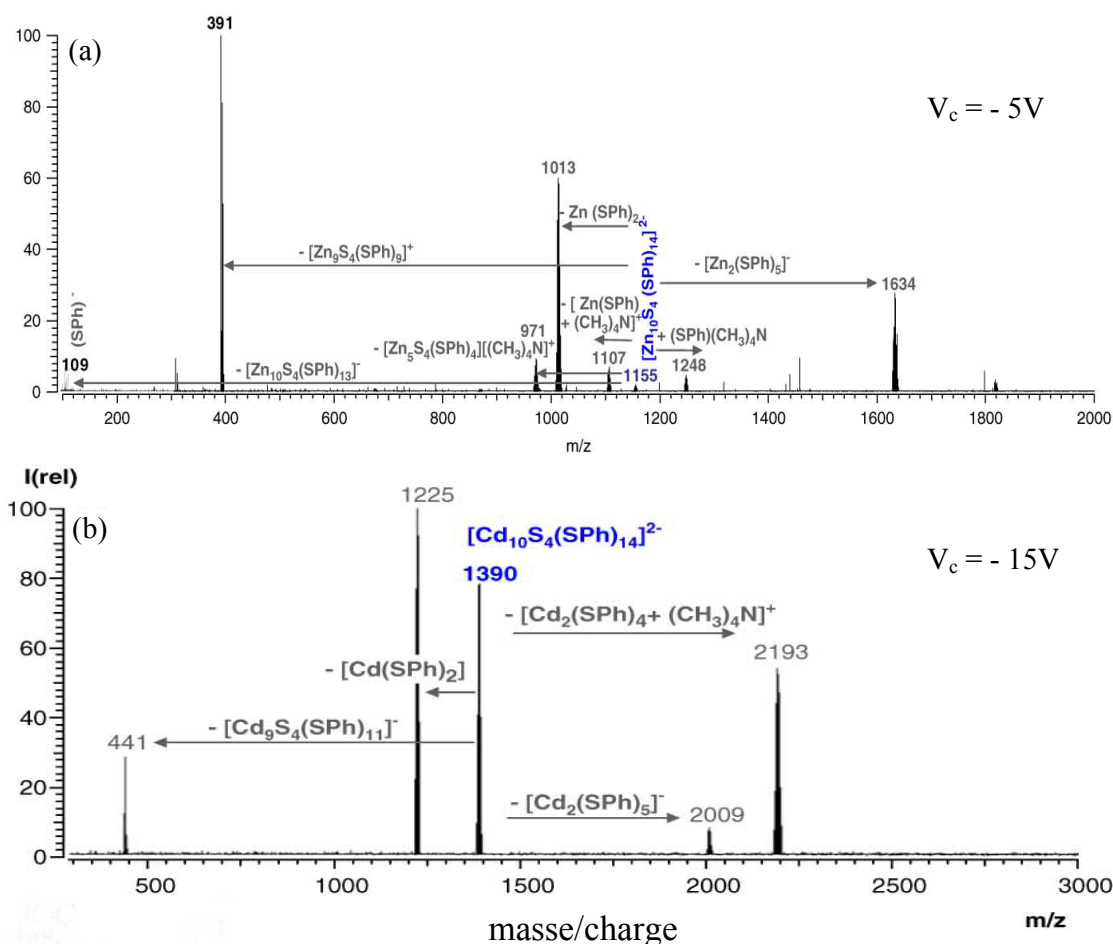 391
100
(a)
V_c = - 5V
80
1013
60
- Zn (SPh)_2
- [Zn_9S_4(SPh)_9]^+
[Zn_10S_4 (SPh)_14]^2-
- [Zn_2(SPh)_5]^-
40
1634
(SPh)^-
- [ Zn(SPh)
+ (CH_3)_4N]^+
20
971
- [Zn_5S_4(SPh)_4][(CH_3)_4N]^+
+ (SPh)(CH_3)_4N
109
- [Zn_10S_4(SPh)_13]^-
1107
1155
1248
0
200 400 600 800 1000 1200 1400 1600 1800 2000
m/z
I(rel)
100
(b)
1225
[Cd_10S_4(SPh)_14]^2-
V_c = - 15V
1390
80
- [Cd_2(SPh)_4+ (CH_3)_4N]^+
60
- [Cd(SPh)_2]
2193
40
- [Cd_9S_4(SPh)_11]^-
441
20
- [Cd_2(SPh)_5]^-
2009
0
500 1000 1500 2000 2500 3000
masse/charge
m/z